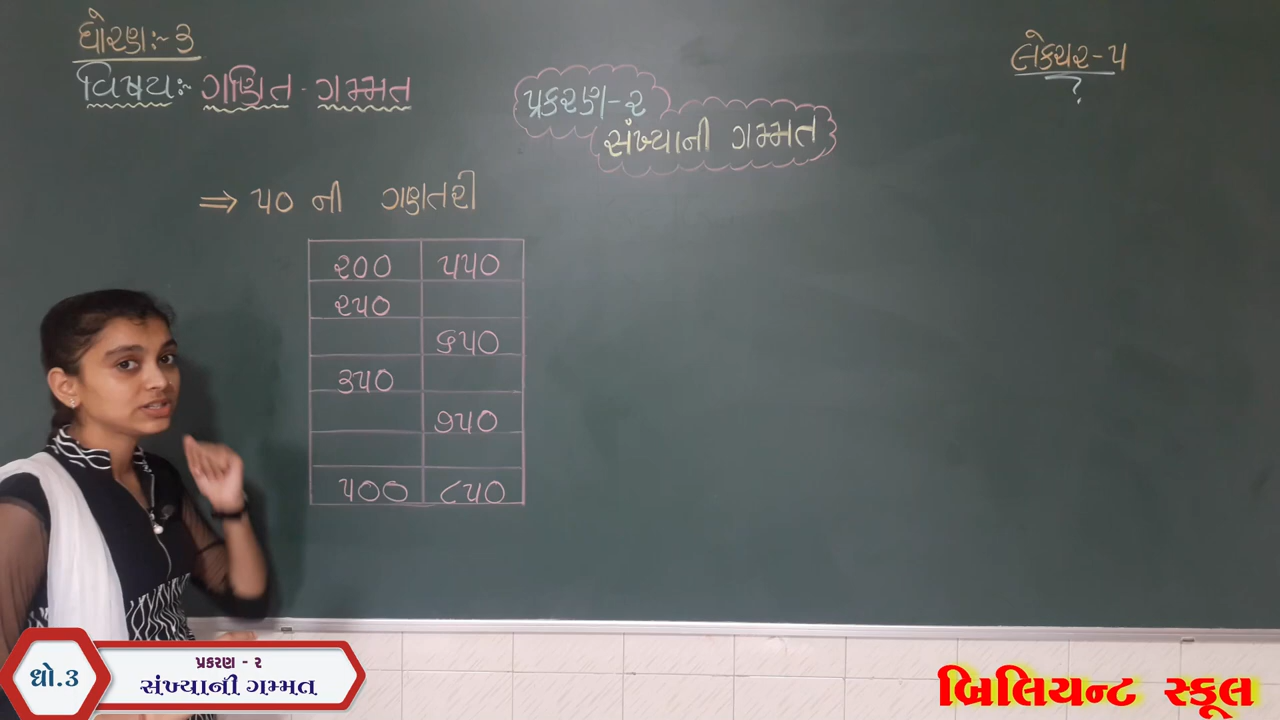 ધોરણ:- ૩
વિષય:- ગણિત - ગમ્મત
લેક્ચર-૫
?
પ્રકરણ-૨
સંખ્યાની ગમ્મત
⇒ ૫૦ ની ગણતરી
૨૦૦ ૫૫૦
૨૫૦
૬૫૦
૩૫૦
૭૫૦
૫૦૦ ૮૫૦
ધો.૩
પ્રકરણ - ૨
સંખ્યાની ગમ્મત
બ્રિલિયન્ટ સ્કૂલ